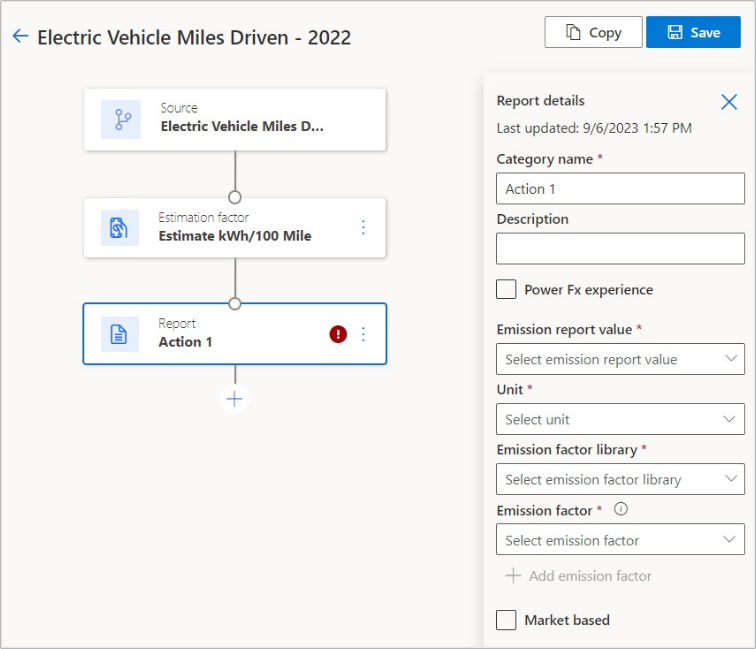 Electric Vehicle Miles Driven - 2022
Copy
Save
Source
Electric Vehicle Miles D...
Estimation factor
Estimate kWh/100 Mile
Report
Action 1
Report details
Last updated: 9/6/2023 1:57 PM
Category name *
Action 1
Description
Power Fx experience
Emission report value *
Select emission report value
Unit *
Select unit
Emission factor library *
Select emission factor library
Emission factor *
Select emission factor
Add emission factor
Market based